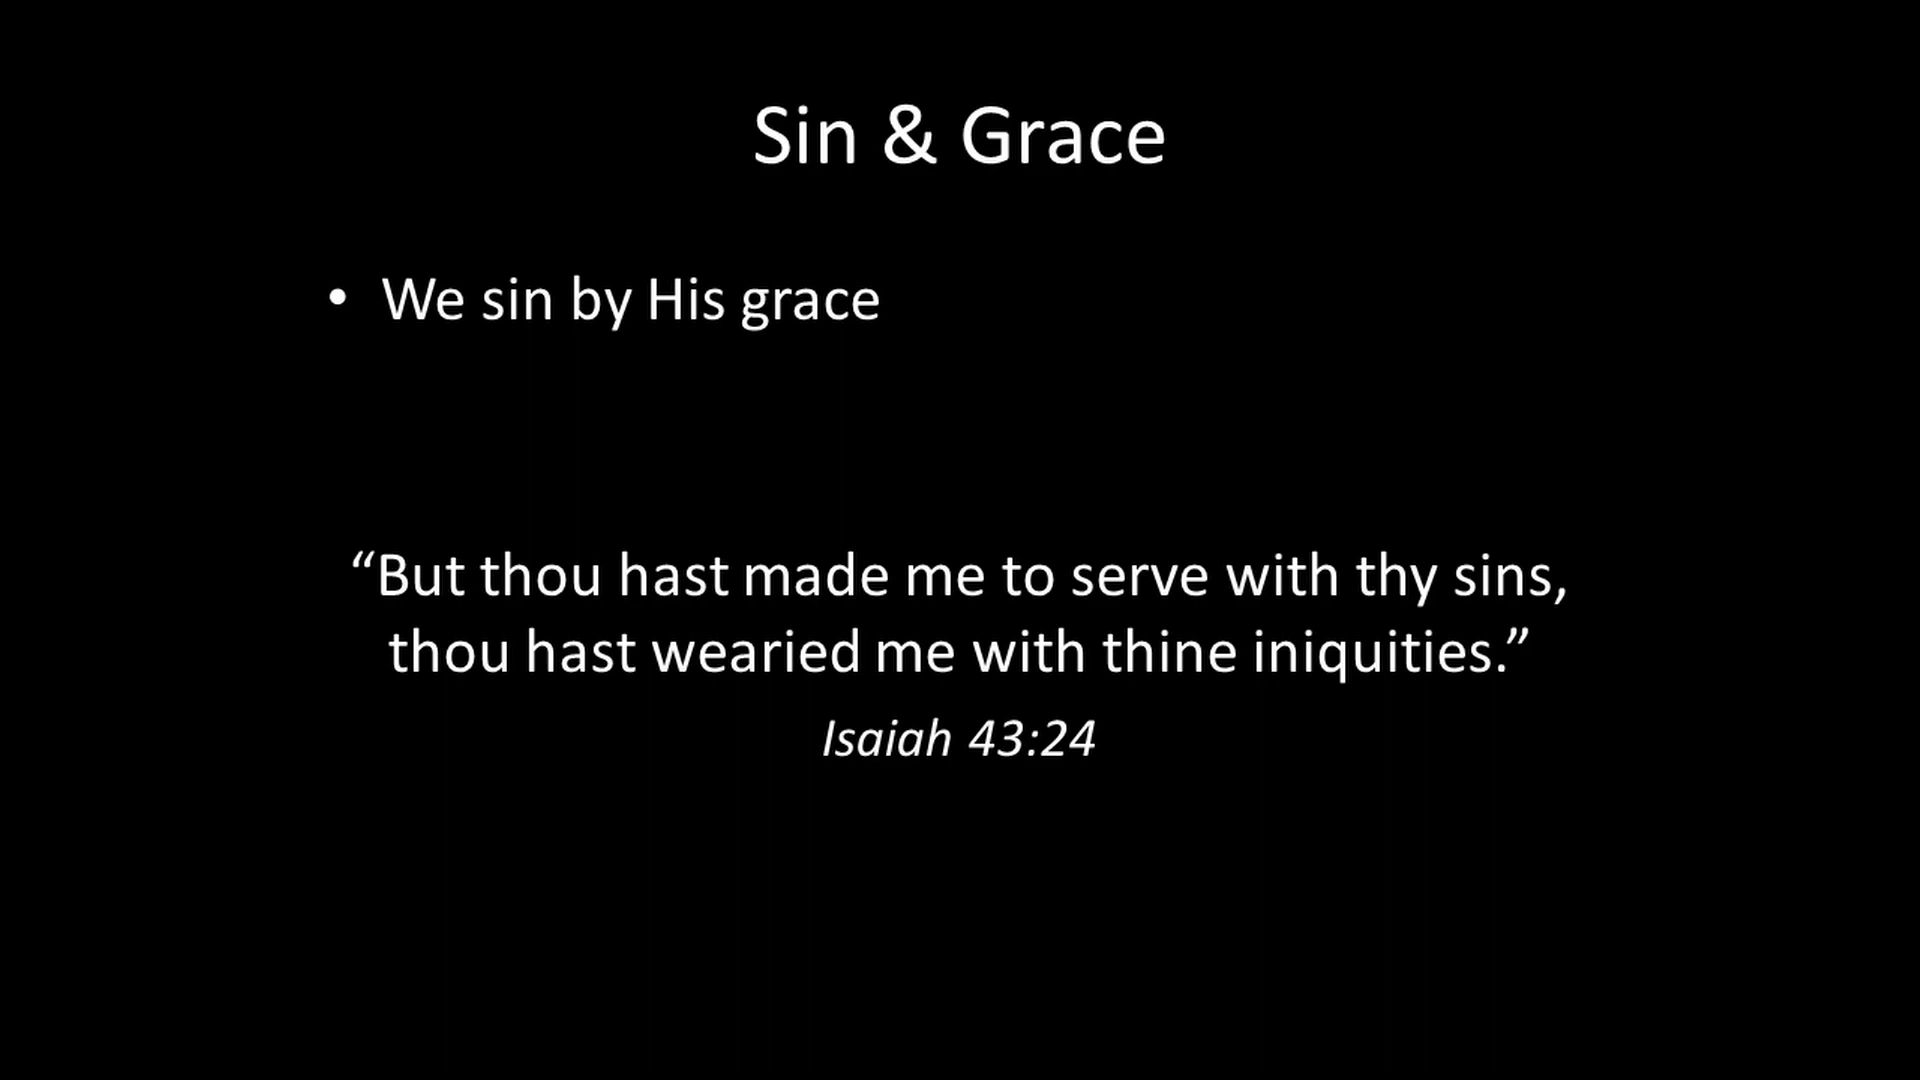 Sin & Grace
• We sin by His grace
“But thou hast made me to serve with thy sins,
thou hast wearied me with thine iniquities.”
Isaiah 43:24